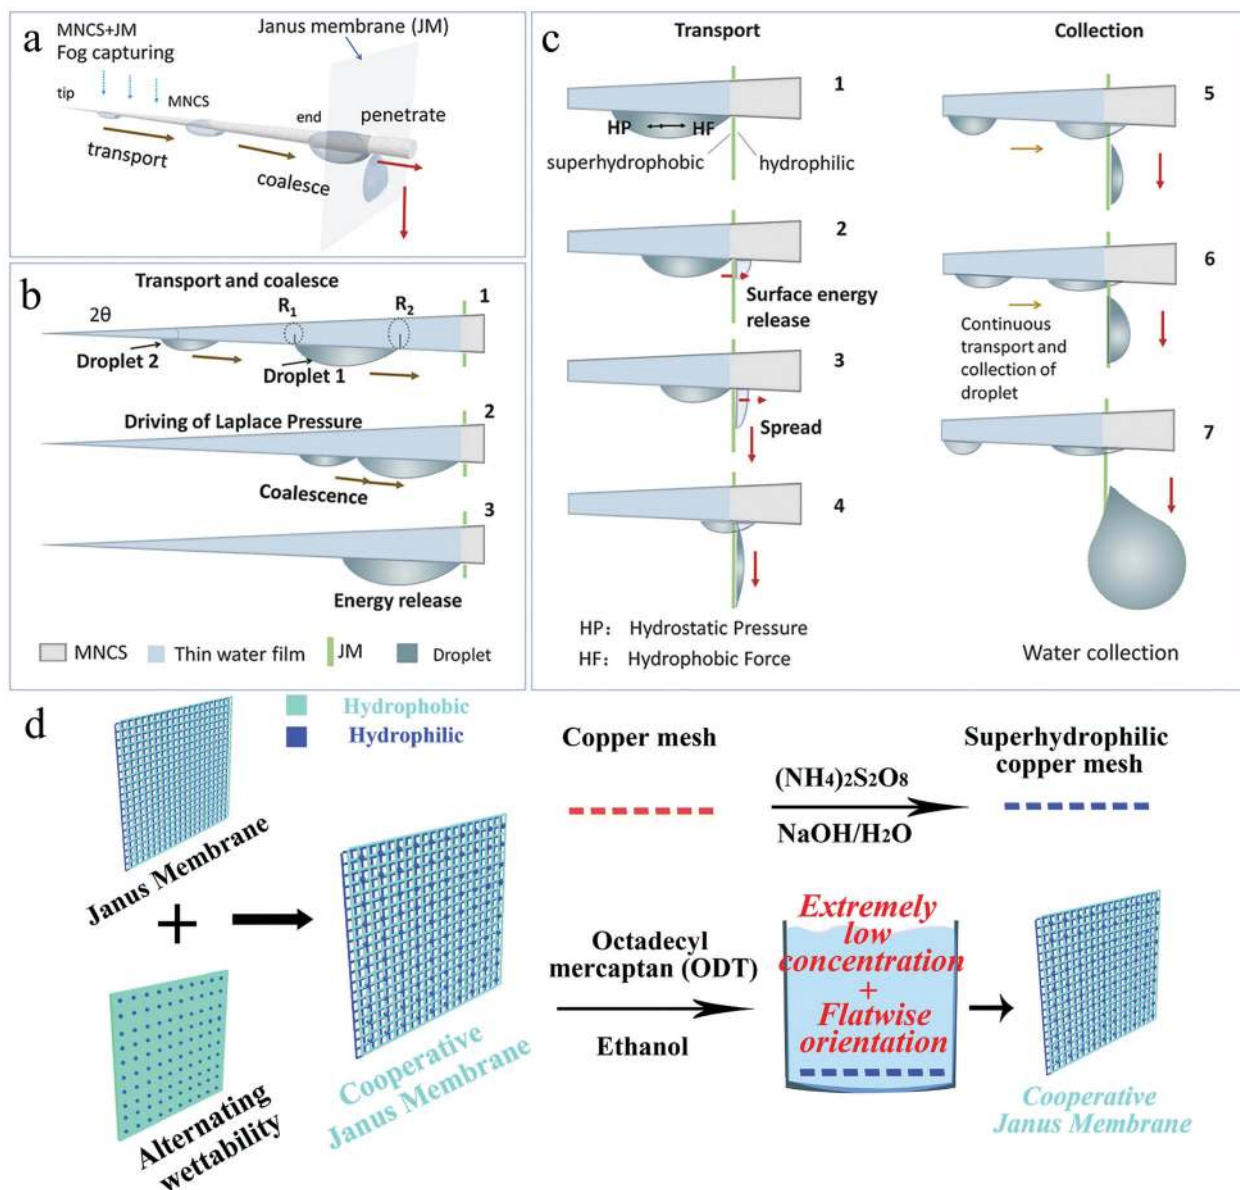 a
MNCS+JM
Fog capturing
Janus membrane (JM)
tip
MNCS
end
penetrate
transport
coalesce
b
Transport and coalesce
1
2θ
R1
R2
Droplet 2
Droplet 1
2
Driving of Laplace Pressure
Coalescence
3
Energy release
MNCS
Thin water film
JM
Droplet
c
Transport
1
HP
HF
superhydrophobic
hydrophilic
2
Surface energy
release
3
Spread
4
HP: Hydrostatic Pressure
HF: Hydrophobic Force
Collection
5
6
Continuous
transport and
collection of
droplet
7
Water collection
d
Hydrophobic
Hydrophilic
Janus Membrane
+
Alternating
wettability
Cooperative
Janus Membrane
Copper mesh
(NH4)2S2O8
NaOH/H2O
Superhydrophilic
copper mesh
Octadecyl
mercaptan (ODT)
Ethanol
Extremely
low
concentration
+
Flatwise
orientation
Cooperative
Janus Membrane